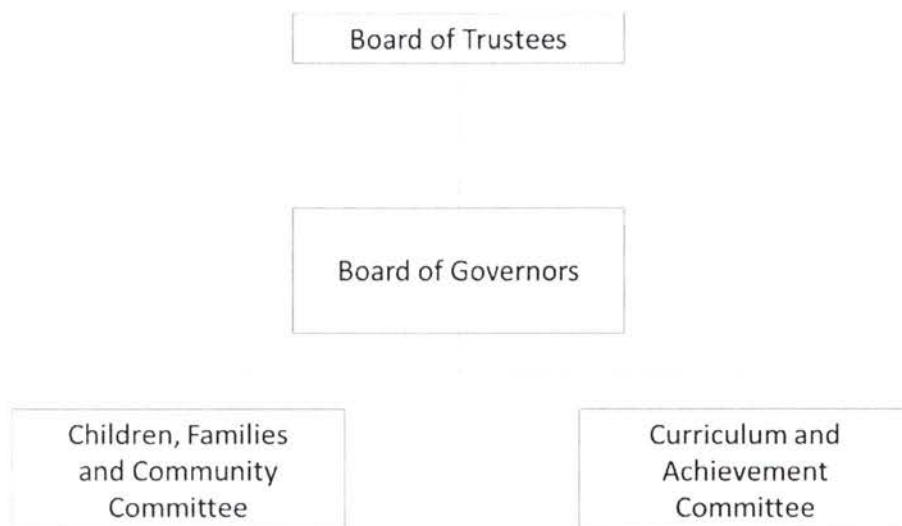 Board of Trustees
Board of Governors
Children, Families
and Community
Committee
Curriculum and
Achievement
Committee